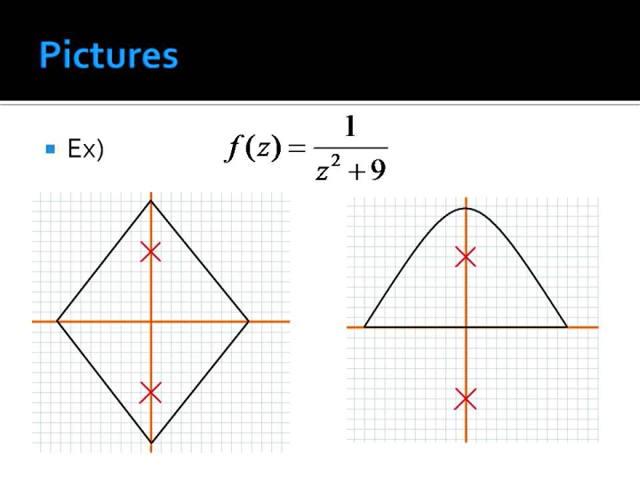 Pictures
Ex) f(z) = 1 / (z² + 9)